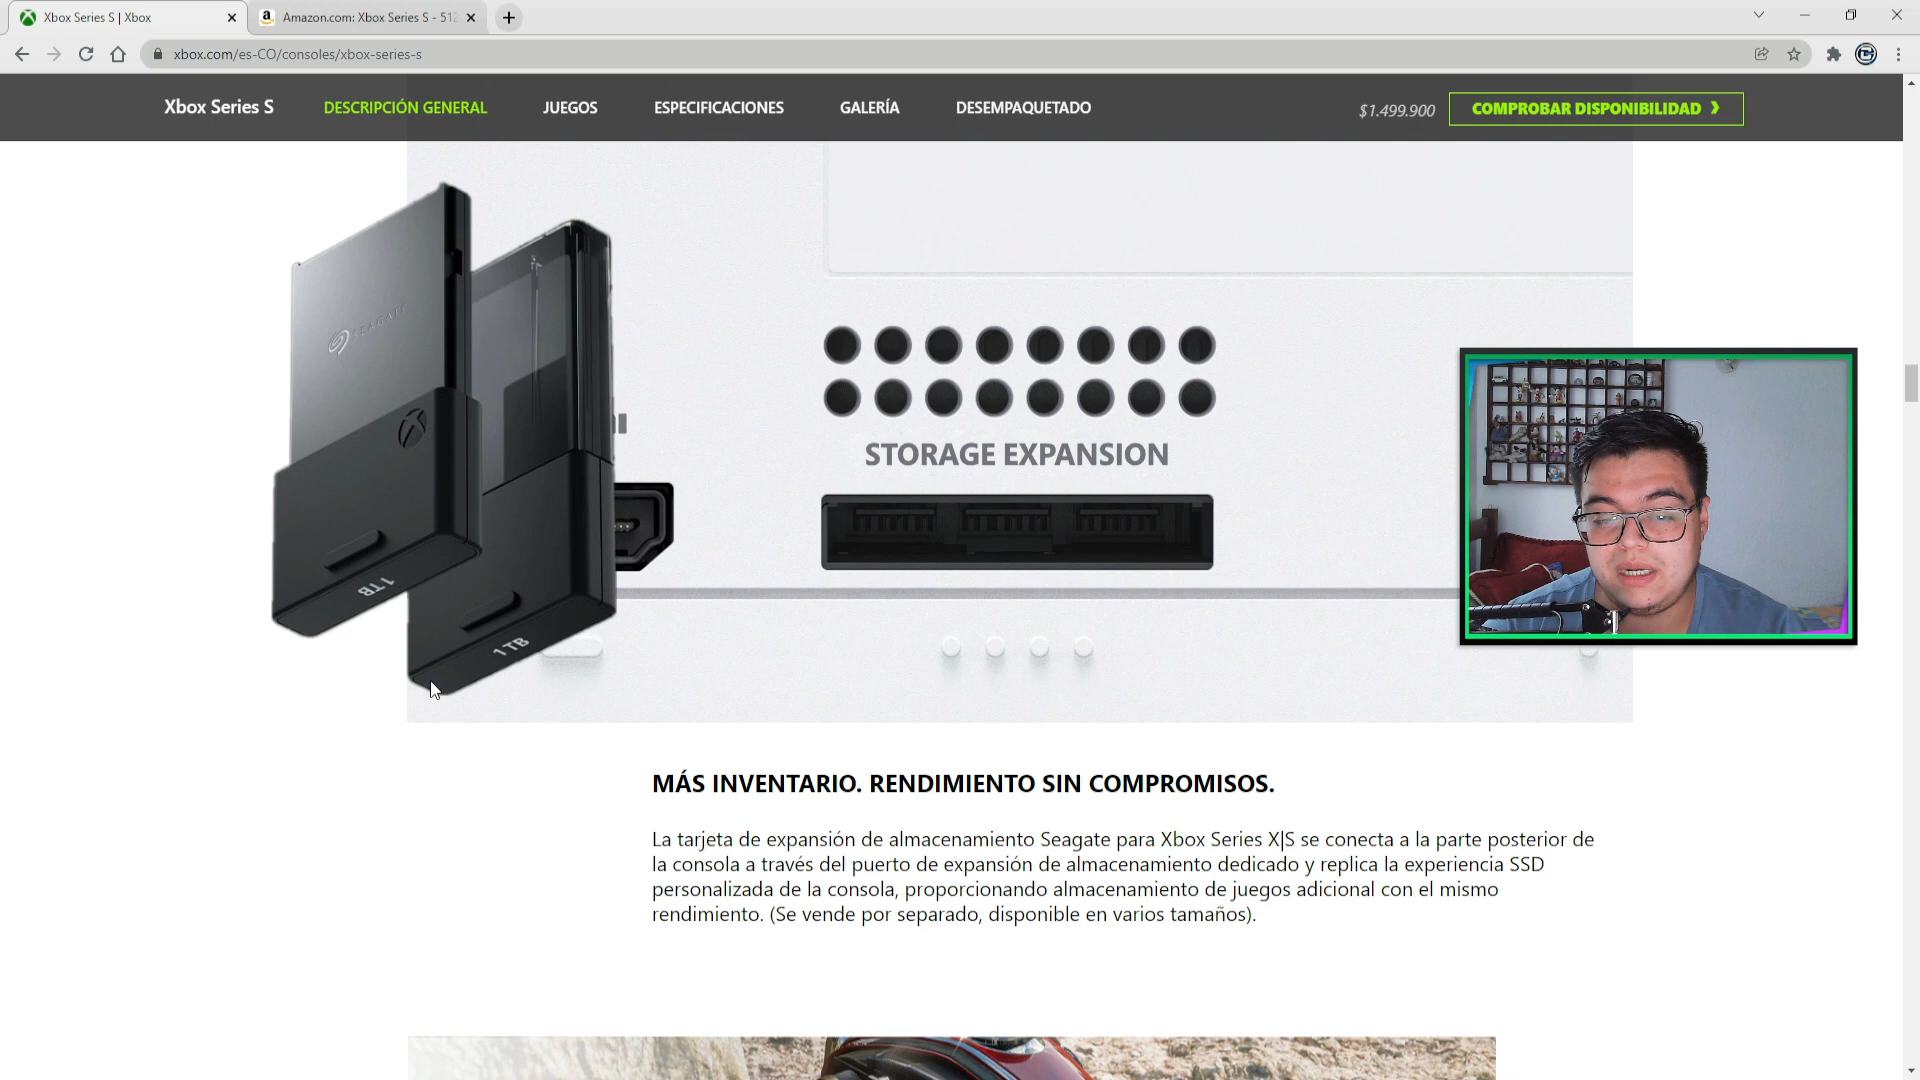 Xbox Series S | Xbox
Amazon.com: Xbox Series S - 512
xbox.com/es-CO/consoles/xbox-series-s
Xbox Series S
DESCRIPCIÓN GENERAL
JUEGOS
ESPECIFICACIONES
GALERÍA
DESEMPAQUETADO
$1.499.900
COMPROBAR DISPONIBILIDAD
SEAGATE
STORAGE EXPANSION
1TB
1TB
MÁS INVENTARIO. RENDIMIENTO SIN COMPROMISOS.
La tarjeta de expansión de almacenamiento Seagate para Xbox Series X|S se conecta a la parte posterior de
la consola a través del puerto de expansión de almacenamiento dedicado y replica la experiencia SSD
personalizada de la consola, proporcionando almacenamiento de juegos adicional con el mismo
rendimiento. (Se vende por separado, disponible en varios tamaños).